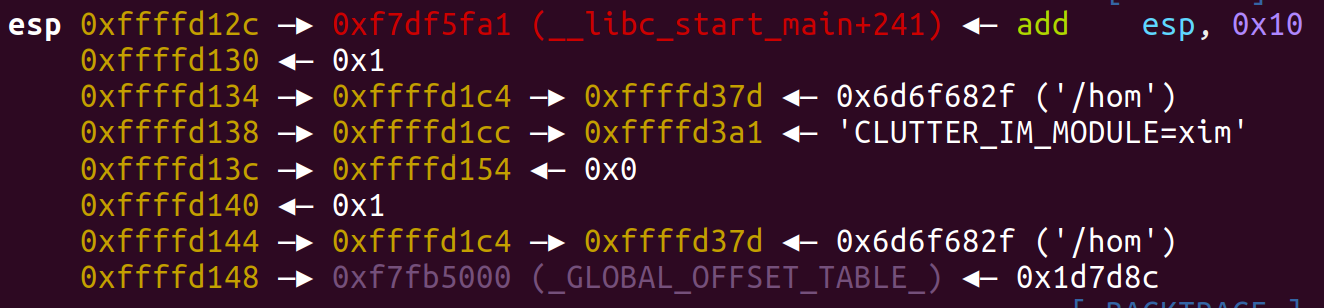 esp 0xffffd12c —▸ 0xf7df5fa1 (__libc_start_main+241) ◂— add    esp, 0x10
0xffffd130 ◂— 0x1
0xffffd134 —▸ 0xffffd1c4 —▸ 0xffffd37d ◂— 0x6d6f682f ('/hom')
0xffffd138 —▸ 0xffffd1cc —▸ 0xffffd3a1 ◂— 'CLUTTER_IM_MODULE=xim'
0xffffd13c —▸ 0xffffd154 ◂— 0x0
0xffffd140 ◂— 0x1
0xffffd144 —▸ 0xffffd1c4 —▸ 0xffffd37d ◂— 0x6d6f682f ('/hom')
0xffffd148 —▸ 0xf7fb5000 (_GLOBAL_OFFSET_TABLE_) ◂— 0x1d7d8c
[ BACKTRACE ]